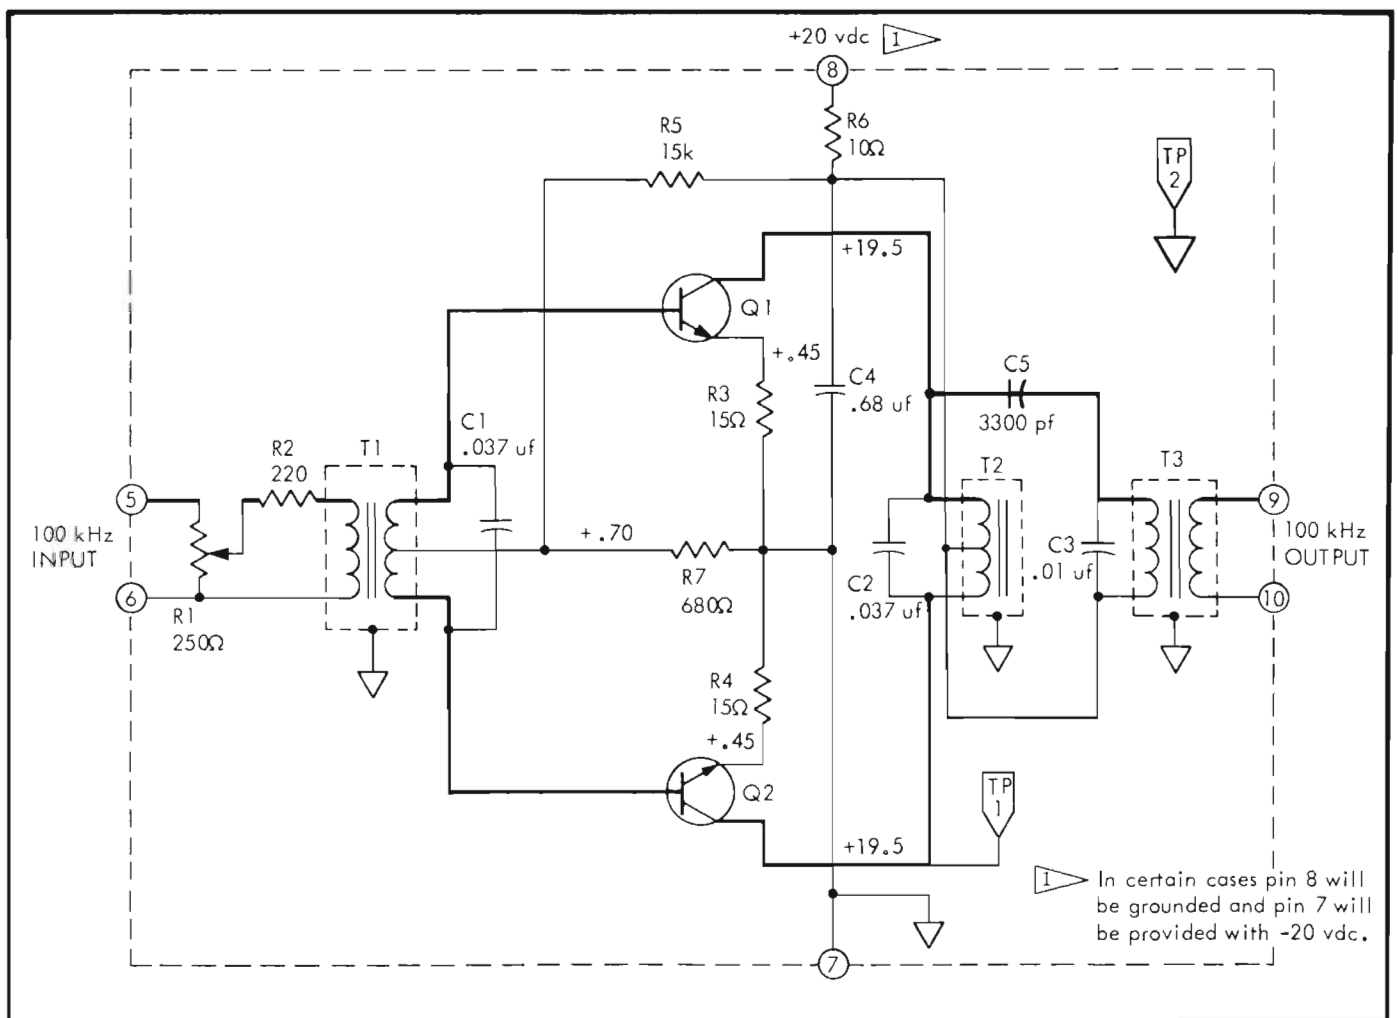 +20 vdc 1
8
R6
10Ω
R5
15k
TP
2
+19.5
Q1
+.45
R3
15Ω
C4
.68 uf
C5
3300 pf
C1
.037 uf
R2
220
T1
T2
T3
5
9
100 kHz
INPUT
100 kHz
OUTPUT
+.70
R7
680Ω
C2
.037 uf
C3
.01 uf
6
10
R1
250Ω
R4
15Ω
+.45
Q2
TP
1
+19.5
1 In certain cases pin 8 will
be grounded and pin 7 will
be provided with -20 vdc.
7